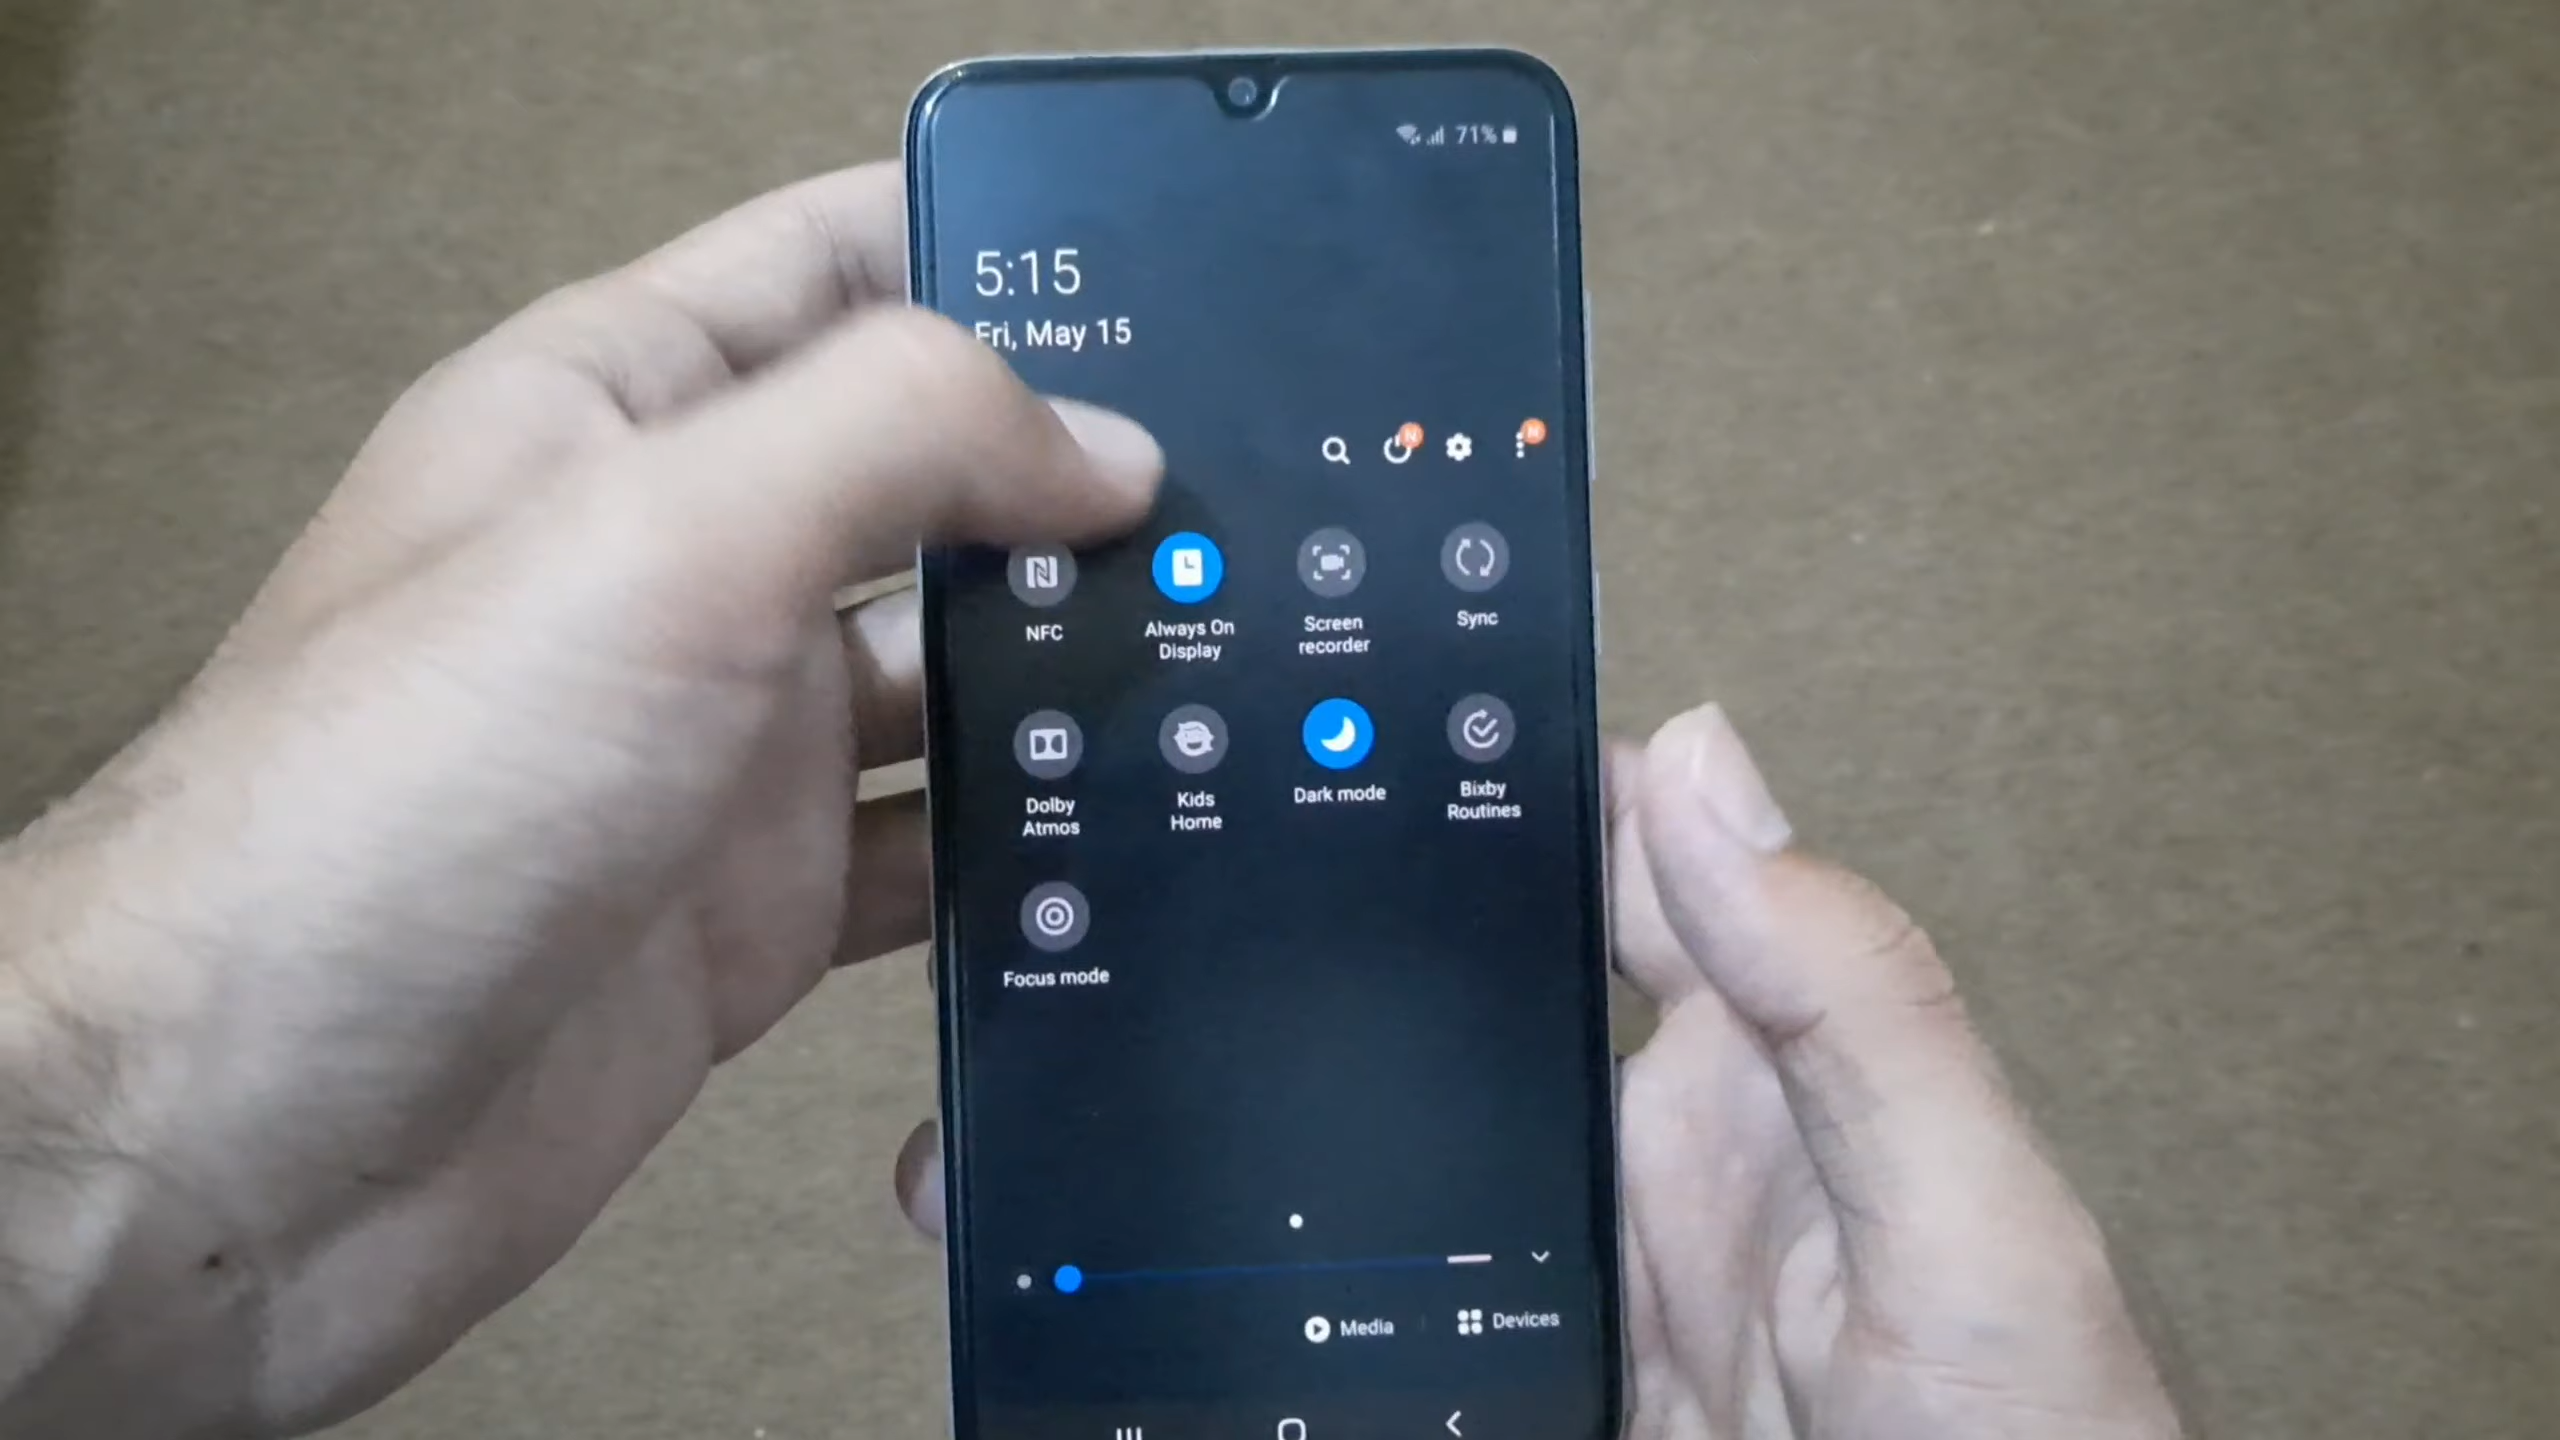 71%
5:15
Fri, May 15
N
N
NFC
Always On
Display
Screen
recorder
Sync
Dolby
Atmos
Kids
Home
Dark mode
Bixby
Routines
Focus mode
Media
Devices